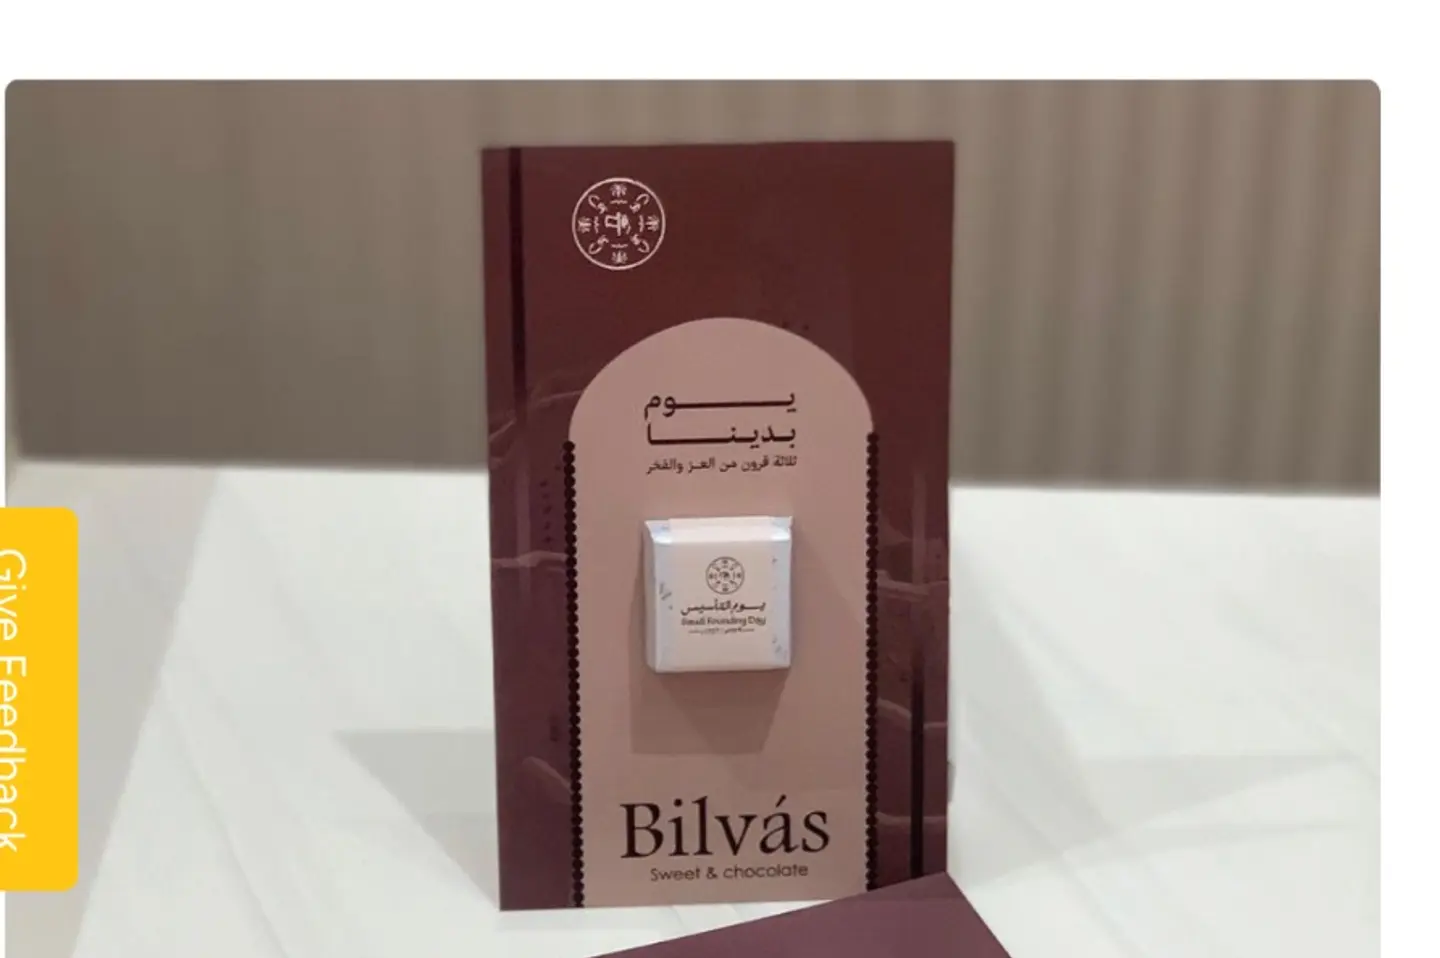 يوم
بدينا
ثلاثة قرون من العز والفخر
يوم التأسيس
Saudi Founding Day
Bilvás
Sweet & chocolate
Give Feedback